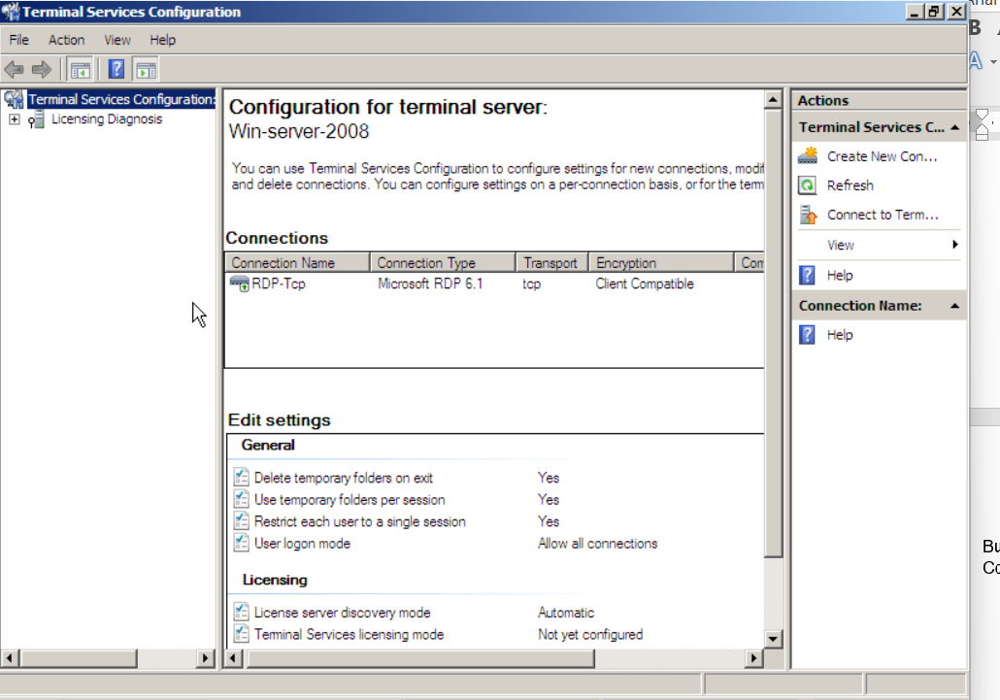 Terminal Services Configuration
File Action View Help
Terminal Services Configuration:
Licensing Diagnosis
Configuration for terminal server:
Win-server-2008
You can use Terminal Services Configuration to configure settings for new connections, modif
and delete connections. You can configure settings on a per-connection basis, or for the term
Connections
Connection Name Connection Type Transport Encryption Com
RDP-Tcp Microsoft RDP 6.1 tcp Client Compatible
Edit settings
General
Delete temporary folders on exit Yes
Use temporary folders per session Yes
Restrict each user to a single session Yes
User logon mode Allow all connections
Licensing
License server discovery mode Automatic
Terminal Services licensing mode Not yet configured
Actions
Terminal Services C...
Create New Con...
Refresh
Connect to Term...
View
Help
Connection Name:
Help
B
A
Bu
Co